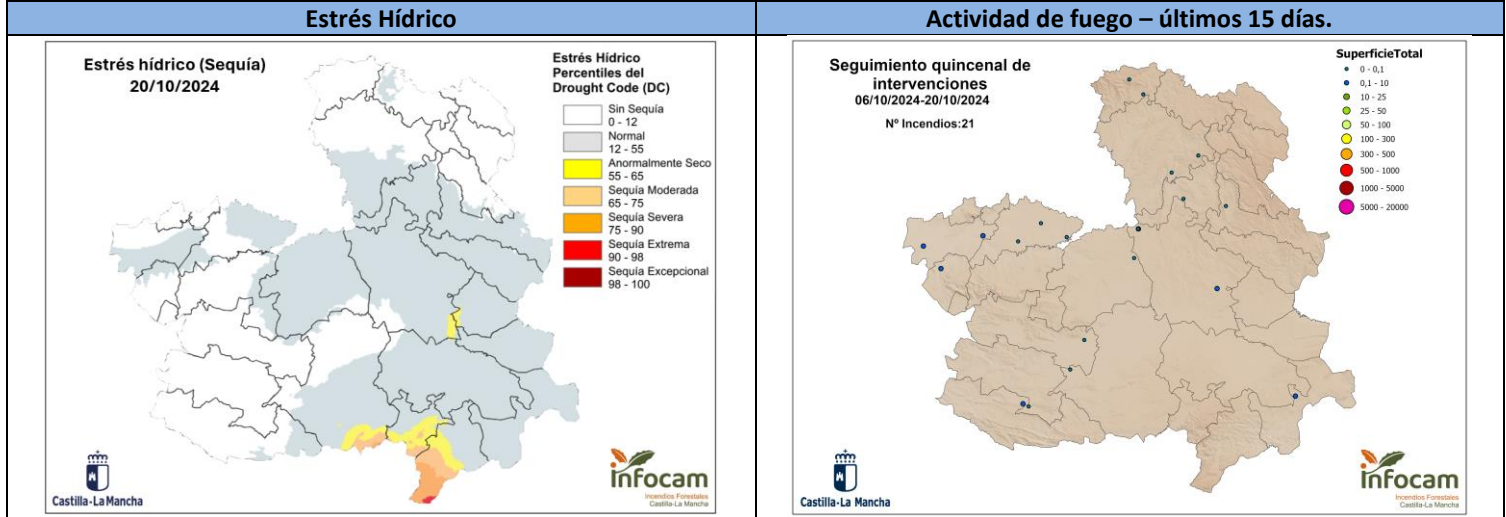 Estrés Hídrico
Actividad de fuego – últimos 15 días.
Estrés hídrico (Sequía)
20/10/2024
Estrés Hídrico
Percentiles del
Drought Code (DC)
Sin Sequía
0 - 12
Normal
12 - 55
Anormalmente Seco
55 - 65
Sequía Moderada
65 - 75
Sequía Severa
75 - 90
Sequía Extrema
90 - 98
Sequía Excepcional
98 - 100
Castilla-La Mancha
infocam
Incendios Forestales
Castilla-La Mancha
Seguimiento quincenal de
intervenciones
06/10/2024-20/10/2024
Nº Incendios:21
SuperficieTotal
0 - 0,1
0,1 - 10
10 - 25
25 - 50
50 - 100
100 - 300
300 - 500
500 - 1000
1000 - 5000
5000 - 20000
Castilla-La Mancha
infocam
Incendios Forestales
Castilla-La Mancha